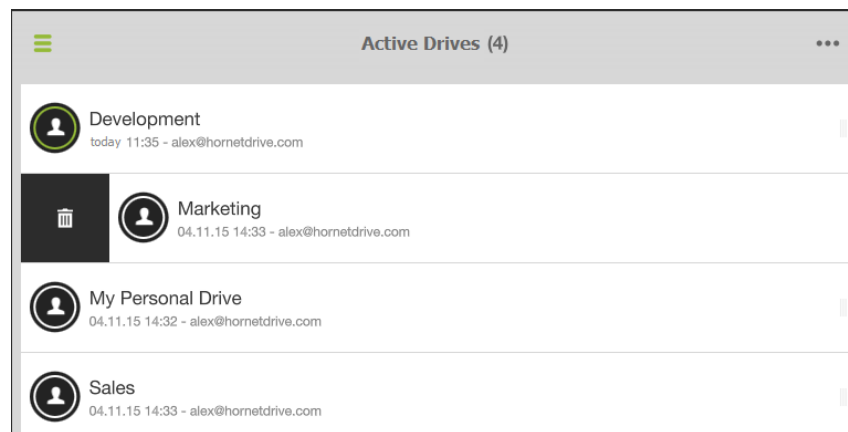 Active Drives (4)
Development
today 11:35 - alex@hornetdrive.com
Marketing
04.11.15 14:33 - alex@hornetdrive.com
My Personal Drive
04.11.15 14:32 - alex@hornetdrive.com
Sales
04.11.15 14:33 - alex@hornetdrive.com